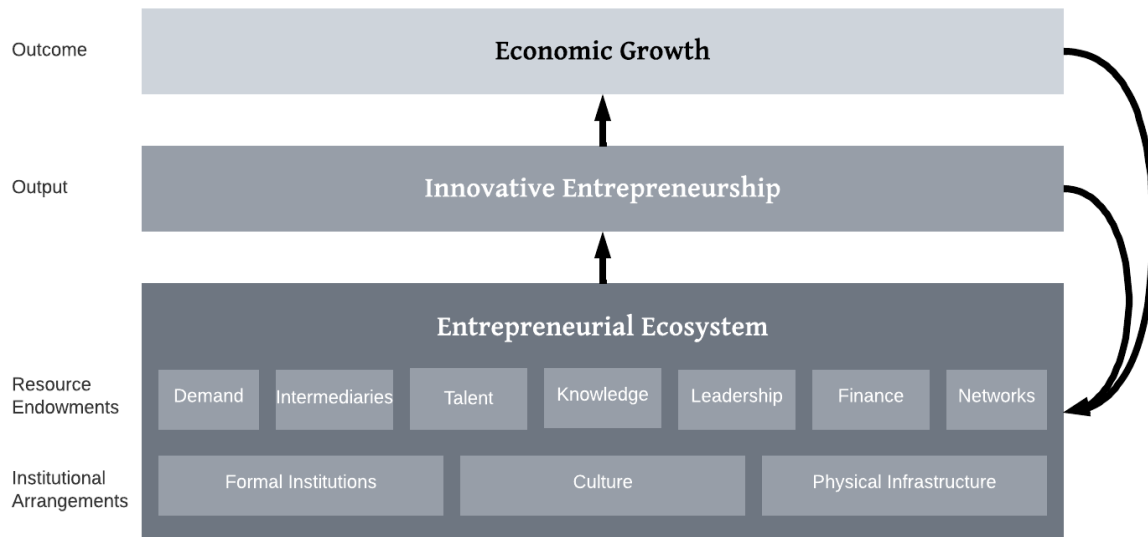 Outcome
Economic Growth
Output
Innovative Entrepreneurship
Entrepreneurial Ecosystem
Resource
Endowments
Demand
Intermediaries
Talent
Knowledge
Leadership
Finance
Networks
Institutional
Arrangements
Formal Institutions
Culture
Physical Infrastructure